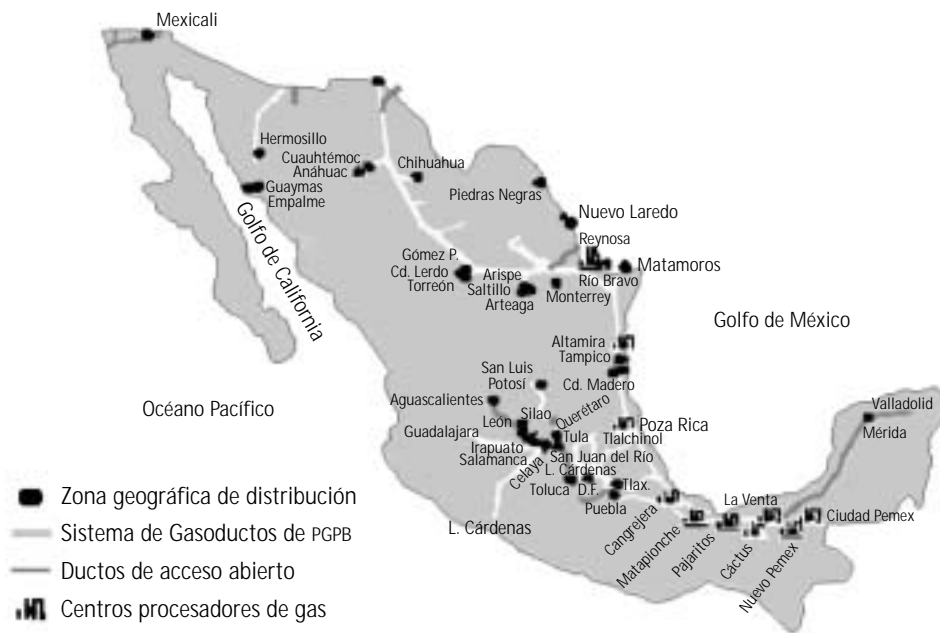 Mexicali
Hermosillo
Cuauhtémoc
Anáhuac
Chihuahua
Guaymas
Empalme
Piedras Negras
Nuevo Laredo
Golfo de California
Reynosa
Gómez P.
Cd. Lerdo
Torreón
Arispe
Saltillo
Arteaga
Río Bravo
Monterrey
Matamoros
Golfo de México
Altamira
Tampico
San Luis
Potosí
Cd. Madero
Océano Pacífico
Aguascalientes
Valladolid
Mérida
León
Silao
Querétaro
Poza Rica
Guadalajara
Tula
Tlalchinol
Irapuato
Salamanca
Celaya
San Juan del Río
L. Cárdenas
Toluca
D.F.
Tlax.
Puebla
La Venta
Ciudad Pemex
L. Cárdenas
Cangrejera
Matapionche
Pajaritos
Cáctus
Nuevo Pemex
Zona geográfica de distribución
Sistema de Gasoductos de PGPB
Ductos de acceso abierto
Centros procesadores de gas